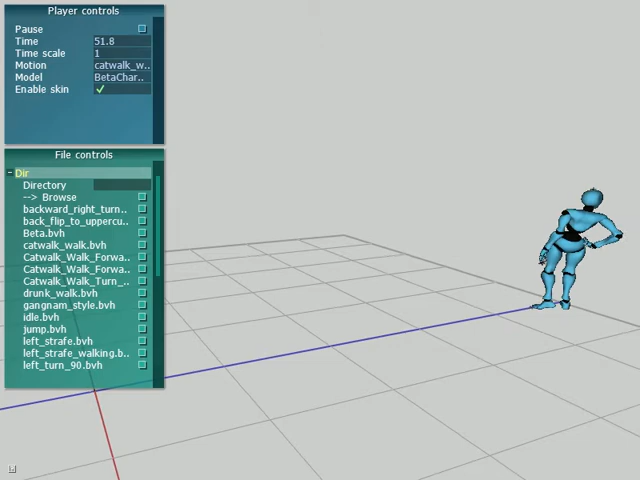 Player controls
Pause
Time 51.8
Time scale 1
Motion catwalk_w..
Model BetaChar..
Enable skin
File controls
Dir
Directory
--> Browse
backward_right_turn..
back_flip_to_uppercu..
Beta.bvh
catwalk_walk.bvh
Catwalk_Walk_Forwa..
Catwalk_Walk_Forwa..
Catwalk_Walk_Turn_..
drunk_walk.bvh
gangnam_style.bvh
idle.bvh
jump.bvh
left_strafe.bvh
left_strafe_walking.b..
left_turn_90.bvh